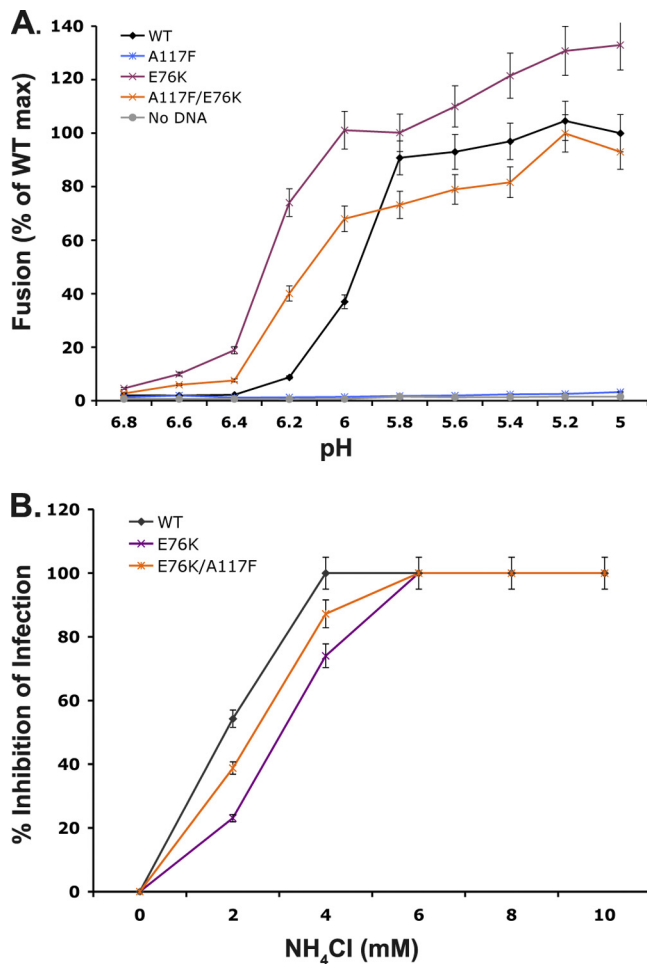 A.
WT
A117F
E76K
A117F/E76K
No DNA
Fusion (% of WT max)
140
120
100
80
60
40
20
0
6.8 6.6 6.4 6.2 6 5.8 5.6 5.4 5.2 5
pH
B.
WT
E76K
E76K/A117F
% Inhibition of Infection
120
100
80
60
40
20
0
0 2 4 6 8 10
NH₄Cl (mM)